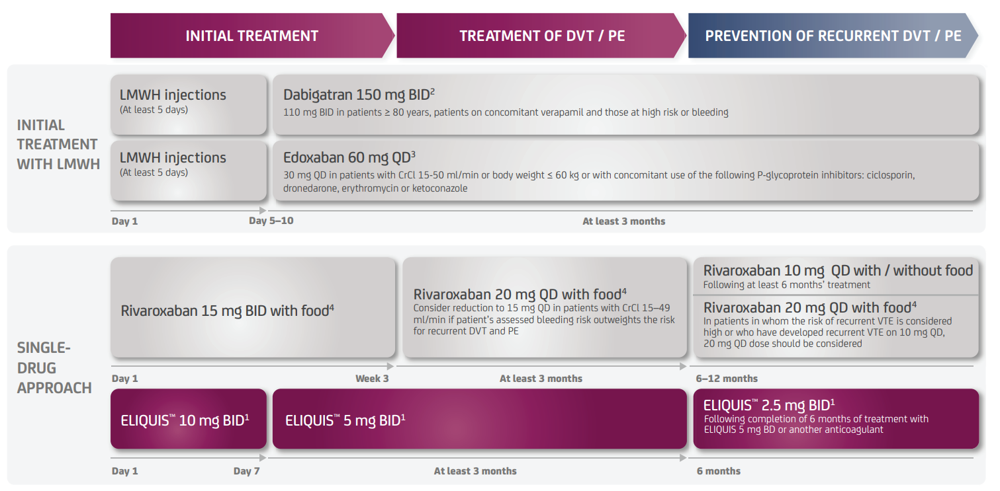 INITIAL TREATMENT
TREATMENT OF DVT / PE
PREVENTION OF RECURRENT DVT / PE
INITIAL
TREATMENT
WITH LMWH
LMWH injections
(At least 5 days)
Dabigatran 150 mg BID²
110 mg BID in patients ≥ 80 years, patients on concomitant verapamil and those at high risk or bleeding
LMWH injections
(At least 5 days)
Edoxaban 60 mg QD³
30 mg QD in patients with CrCl 15-50 ml/min or body weight ≤ 60 kg or with concomitant use of the following P-glycoprotein inhibitors: ciclosporin,
dronedarone, erythromycin or ketoconazole
Day 1
Day 5–10
At least 3 months
SINGLE-
DRUG
APPROACH
Rivaroxaban 15 mg BID with food⁴
Rivaroxaban 20 mg QD with food⁴
Consider reduction to 15 mg QD in patients with CrCl 15–49
ml/min if patient's assessed bleeding risk outweights the risk
for recurrent DVT and PE
Rivaroxaban 10 mg QD with / without food
Following at least 6 months' treatment
Rivaroxaban 20 mg QD with food⁴
In patients in whom the risk of recurrent VTE is considered
high or who have developed recurrent VTE on 10 mg QD,
20 mg QD dose should be considered
Day 1
Week 3
At least 3 months
6–12 months
ELIQUIS™ 10 mg BID¹
ELIQUIS™ 5 mg BID¹
ELIQUIS™ 2.5 mg BID¹
Following completion of 6 months of treatment with
ELIQUIS 5 mg BD or another anticoagulant
Day 1
Day 7
At least 3 months
6 months